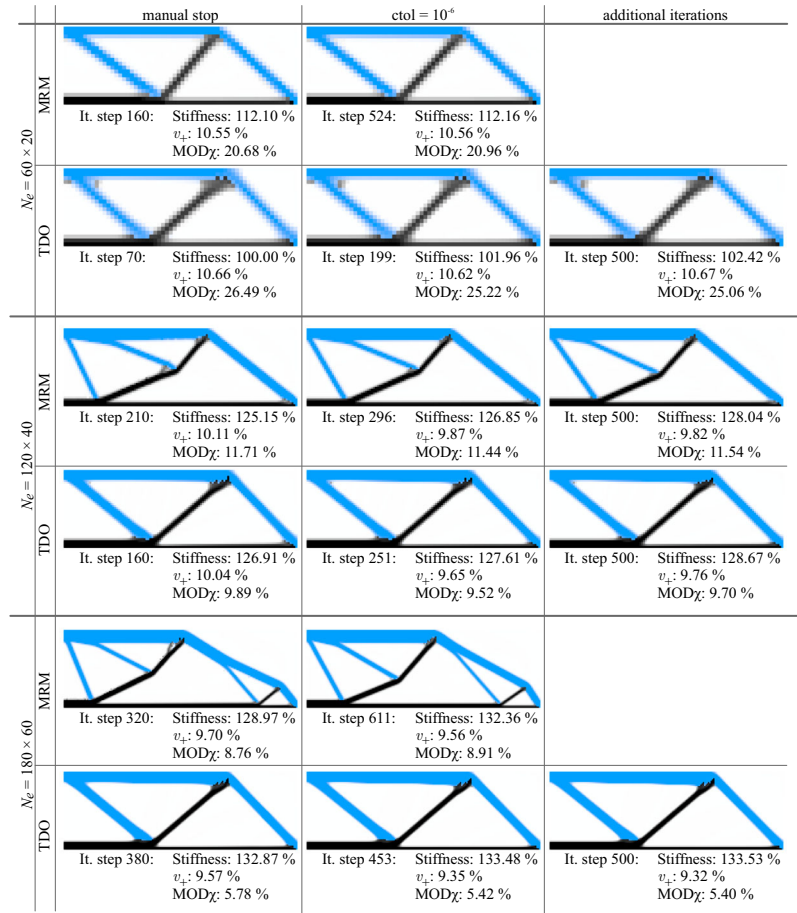 manual stop ctol = 10⁻⁶ additional iterations
Nₑ = 60 × 20
MRM
It. step 160: Stiffness: 112.10 %
v₊: 10.55 %
MODχ: 20.68 %
It. step 524: Stiffness: 112.16 %
v₊: 10.56 %
MODχ: 20.96 %
TDO
It. step 70: Stiffness: 100.00 %
v₊: 10.66 %
MODχ: 26.49 %
It. step 199: Stiffness: 101.96 %
v₊: 10.62 %
MODχ: 25.22 %
It. step 500: Stiffness: 102.42 %
v₊: 10.67 %
MODχ: 25.06 %
Nₑ = 120 × 40
MRM
It. step 210: Stiffness: 125.15 %
v₊: 10.11 %
MODχ: 11.71 %
It. step 296: Stiffness: 126.85 %
v₊: 9.87 %
MODχ: 11.44 %
It. step 500: Stiffness: 128.04 %
v₊: 9.82 %
MODχ: 11.54 %
TDO
It. step 160: Stiffness: 126.91 %
v₊: 10.04 %
MODχ: 9.89 %
It. step 251: Stiffness: 127.61 %
v₊: 9.65 %
MODχ: 9.52 %
It. step 500: Stiffness: 128.67 %
v₊: 9.76 %
MODχ: 9.70 %
Nₑ = 180 × 60
MRM
It. step 320: Stiffness: 128.97 %
v₊: 9.70 %
MODχ: 8.76 %
It. step 611: Stiffness: 132.36 %
v₊: 9.56 %
MODχ: 8.91 %
TDO
It. step 380: Stiffness: 132.87 %
v₊: 9.57 %
MODχ: 5.78 %
It. step 453: Stiffness: 133.48 %
v₊: 9.35 %
MODχ: 5.42 %
It. step 500: Stiffness: 133.53 %
v₊: 9.32 %
MODχ: 5.40 %